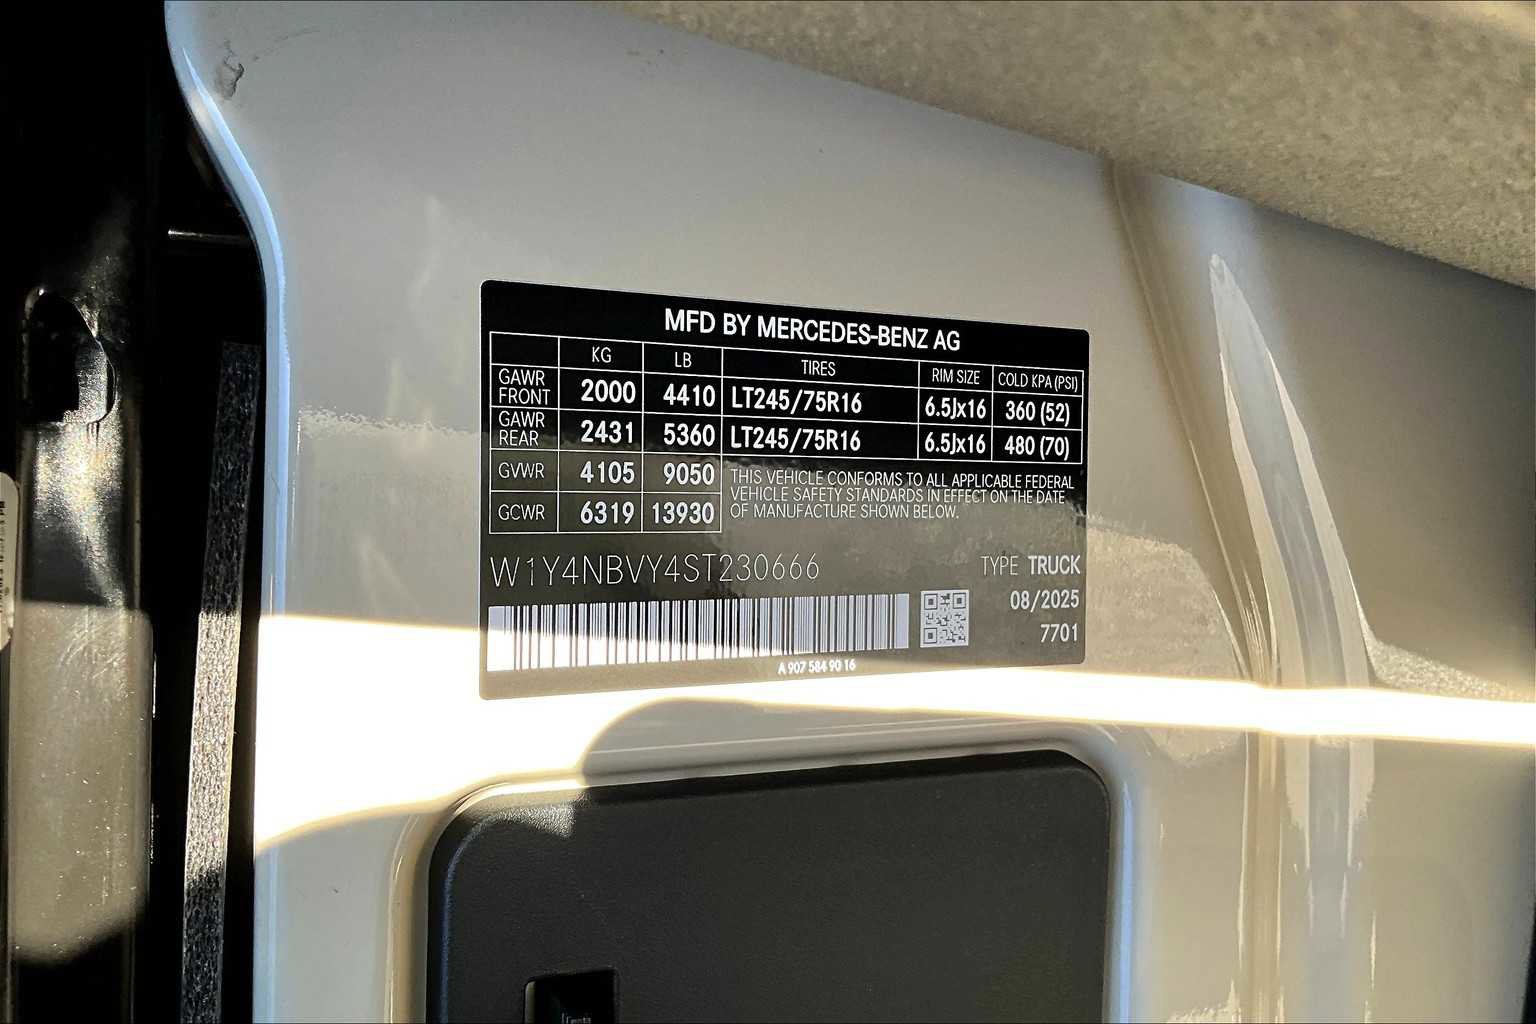 MFD BY MERCEDES-BENZ AG
KG LB TIRES RIM SIZE COLD KPA (PSI)
GAWR FRONT 2000 4410 LT245/75R16 6.5Jx16 360 (52)
GAWR REAR 2431 5360 LT245/75R16 6.5Jx16 480 (70)
GVWR 4105 9050
GCWR 6319 13930
THIS VEHICLE CONFORMS TO ALL APPLICABLE FEDERAL
VEHICLE SAFETY STANDARDS IN EFFECT ON THE DATE
OF MANUFACTURE SHOWN BELOW.
W1Y4NBVY4ST230666
TYPE TRUCK
08/2025
7701
A 907 584 90 16